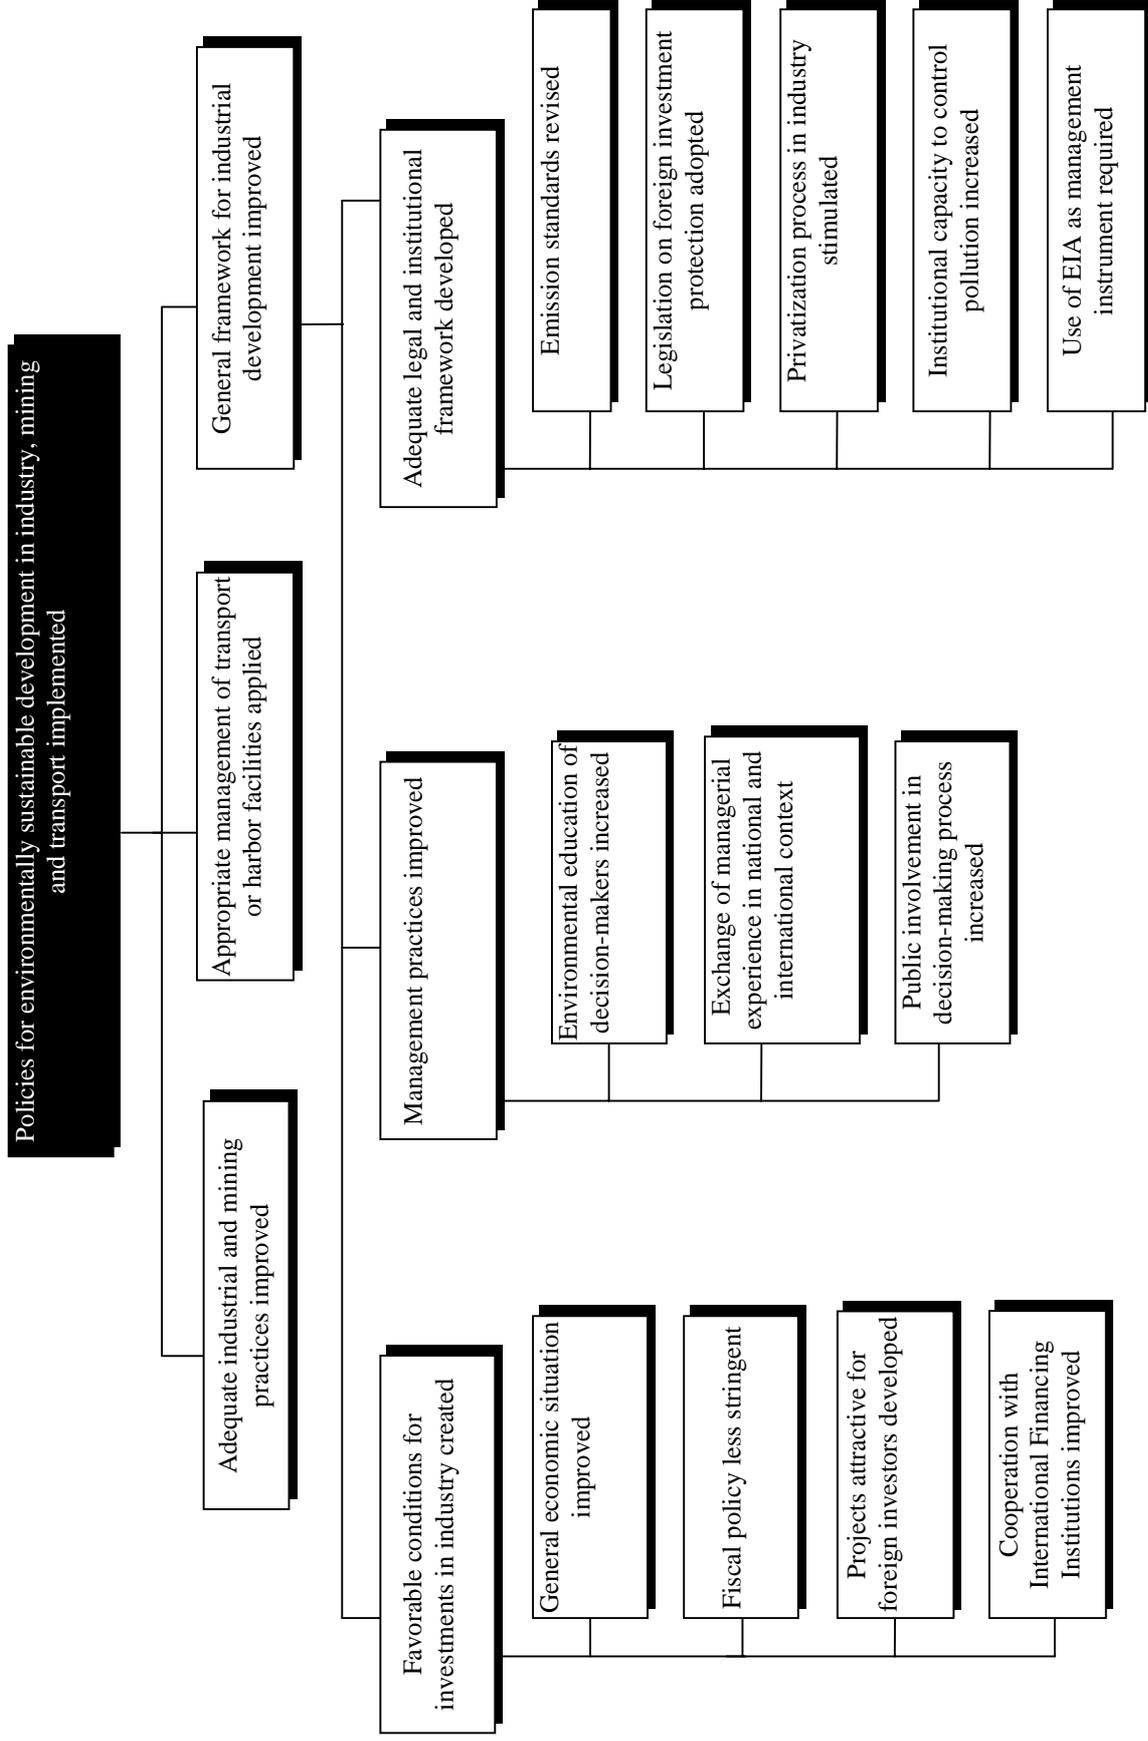 Policies for environmentally sustainable development in industry, mining
and transport implemented
Adequate industrial and mining
practices improved
Appropriate management of transport
or harbor facilities applied
General framework for industrial
development improved
Favorable conditions for
investments in industry created
General economic situation
improved
Fiscal policy less stringent
Projects attractive for
foreign investors developed
Cooperation with
International Financing
Institutions improved
Management practices improved
Environmental education of
decision-makers increased
Exchange of managerial
experience in national and
international context
Public involvement in
decision-making process
increased
Adequate legal and institutional
framework developed
Emission standards revised
Legislation on foreign investment
protection adopted
Privatization process in industry
stimulated
Institutional capacity to control
pollution increased
Use of EIA as management
instrument required